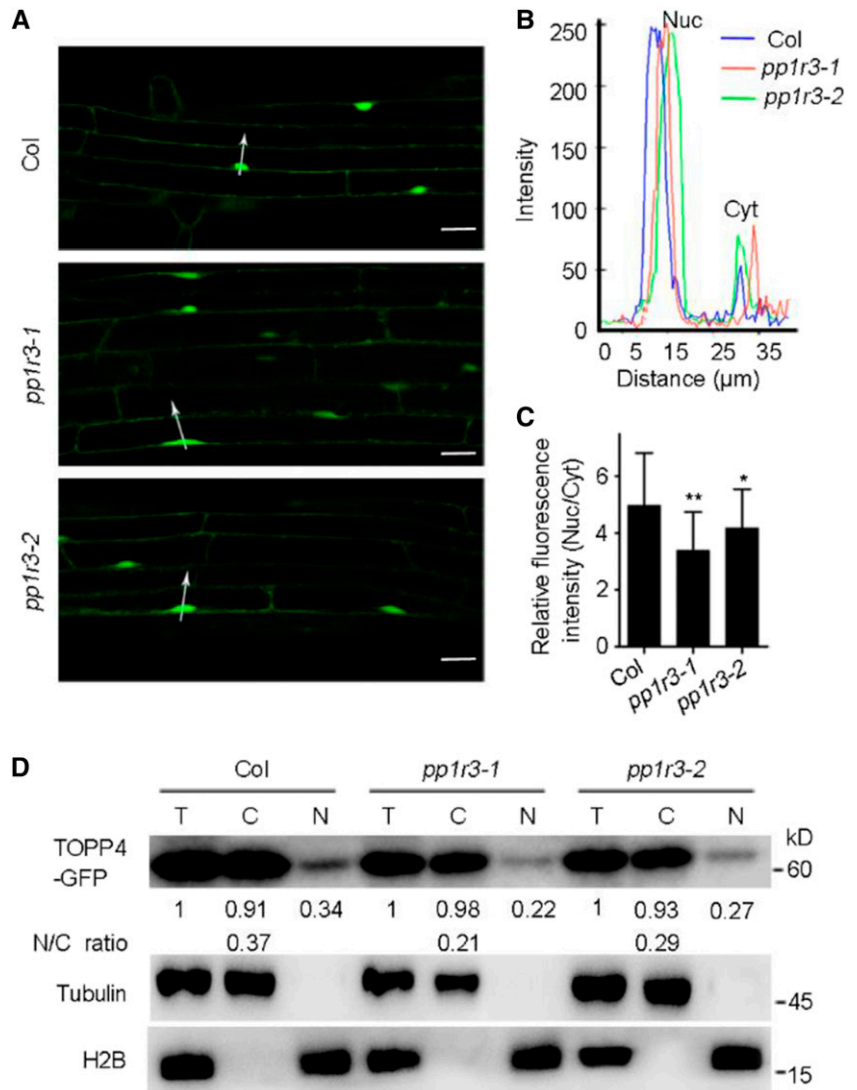 A
Col
pp1r3-1
pp1r3-2
B
Nuc
Cyt
Col
pp1r3-1
pp1r3-2
Intensity
250
200
150
100
50
0
0 5 15 25 35
Distance (µm)
C
Relative fluorescence
intensity (Nuc/Cyt)
6
4
2
0
**
*
Col
pp1r3-1
pp1r3-2
D
Col pp1r3-1 pp1r3-2
T C N T C N T C N
kD
TOPP4
-GFP
-60
1 0.91 0.34 1 0.98 0.22 1 0.93 0.27
N/C ratio 0.37 0.21 0.29
Tubulin
-45
H2B
-15